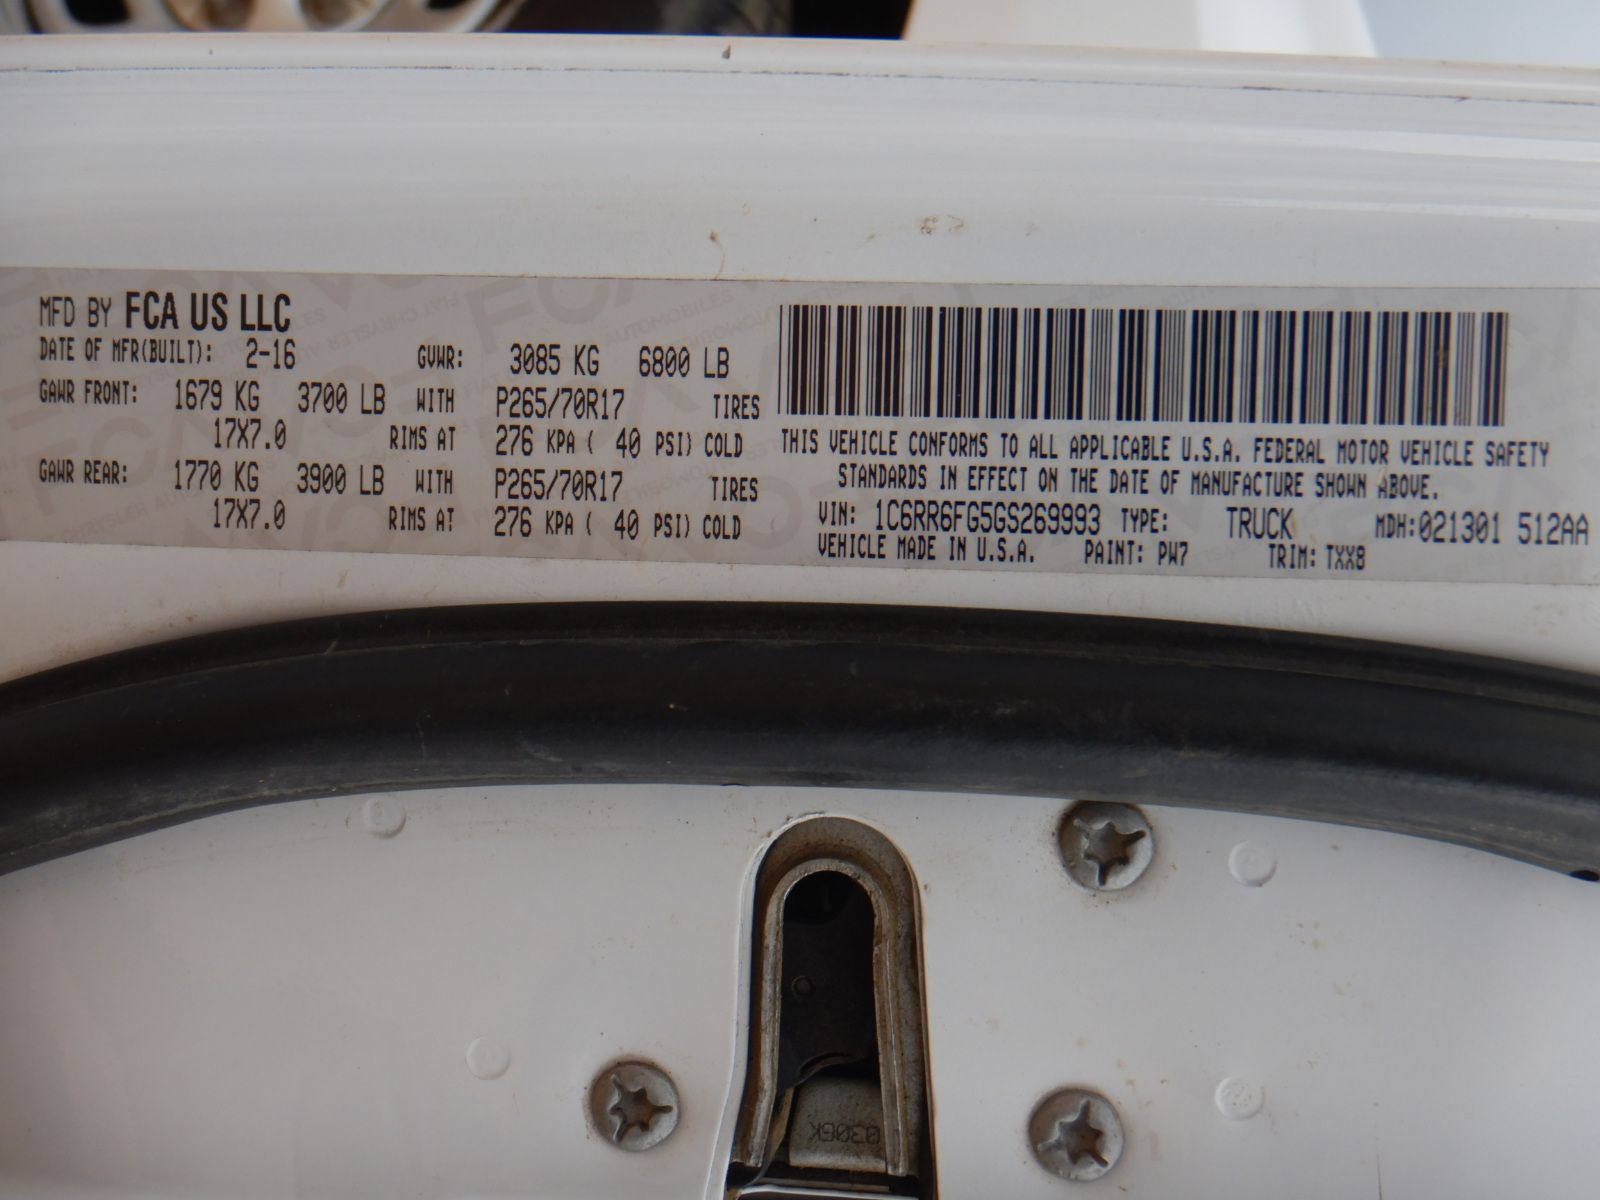 MFD BY FCA US LLC
DATE OF MFR(BUILT): 2-16 GVWR: 3085 KG 6800 LB
GAWR FRONT: 1679 KG 3700 LB WITH P265/70R17 TIRES
17X7.0 RIMS AT 276 KPA ( 40 PSI) COLD
GAWR REAR: 1770 KG 3900 LB WITH P265/70R17 TIRES
17X7.0 RIMS AT 276 KPA ( 40 PSI) COLD
THIS VEHICLE CONFORMS TO ALL APPLICABLE U.S.A. FEDERAL MOTOR VEHICLE SAFETY
STANDARDS IN EFFECT ON THE DATE OF MANUFACTURE SHOWN ABOVE.
VIN: 1C6RR6FG5GS269993 TYPE: TRUCK MDH:021301 512AA
VEHICLE MADE IN U.S.A. PAINT: PW7 TRIM: TXX8
0306K